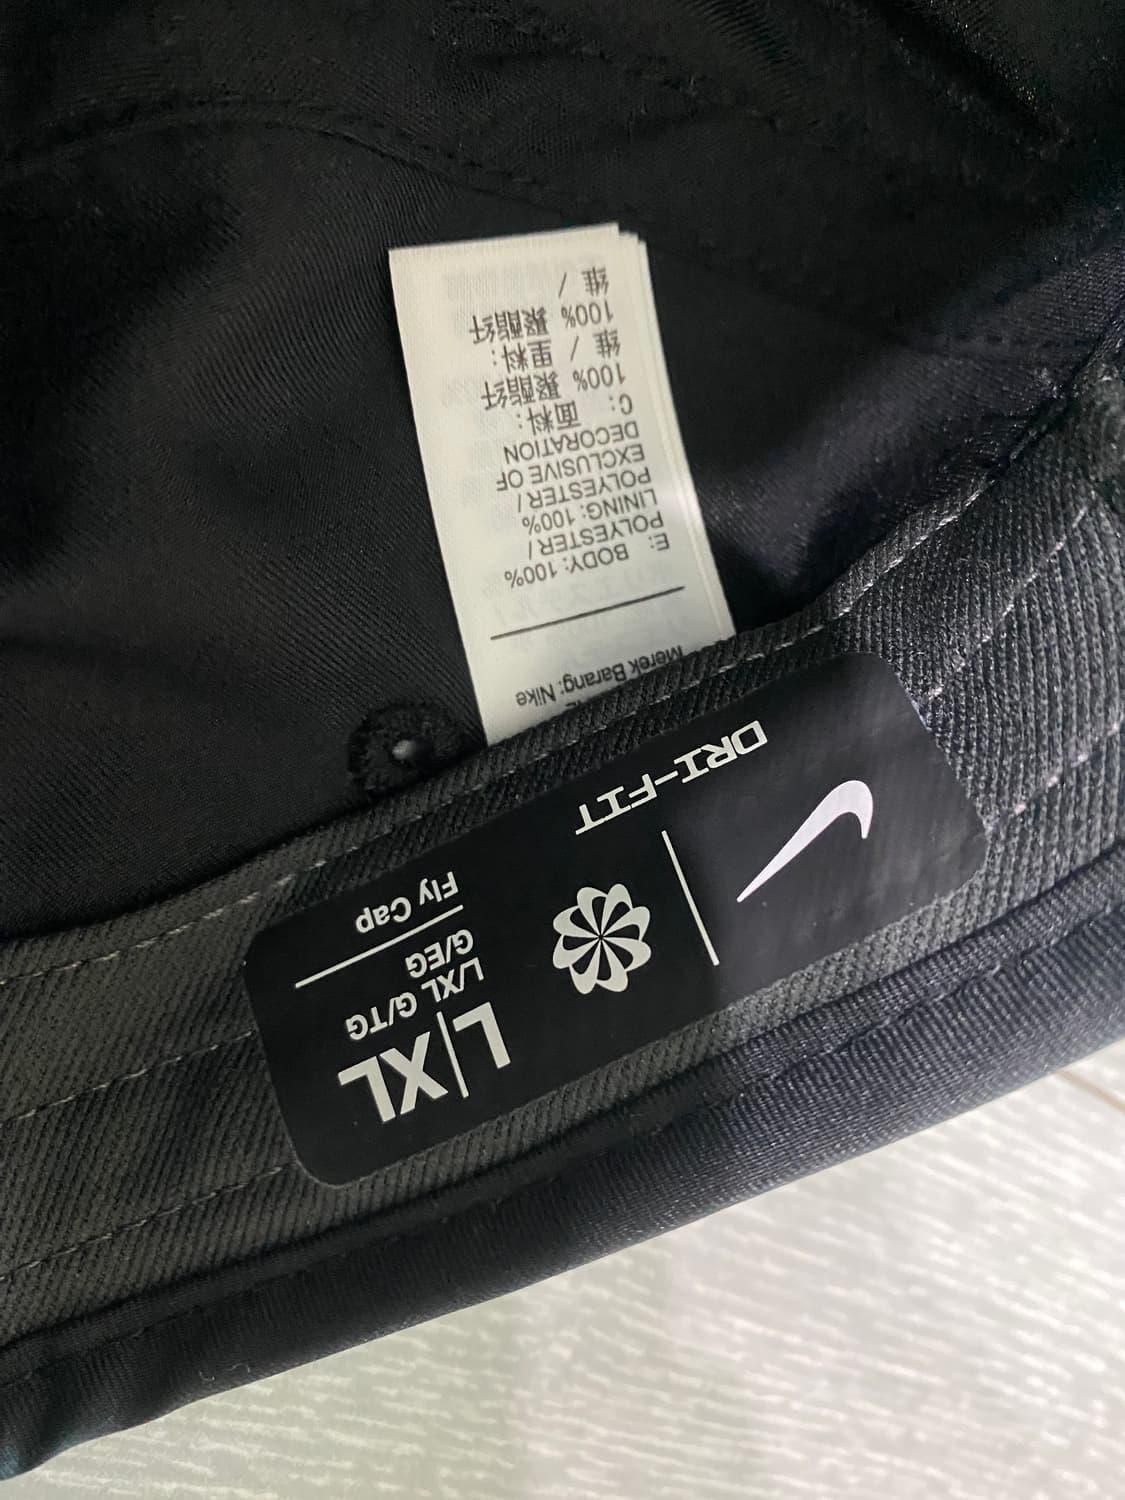 DRI-FIT
Fly Cap
L/XL G/TG
G/EG
L|XL
Merek Barang: Nike
E: BODY: 100%
POLYESTER /
LINING: 100%
POLYESTER /
EXCLUSIVE OF
DECORATION
C: 面料:
100% 聚酯纤
维 / 里料:
100% 聚酯纤
维 /